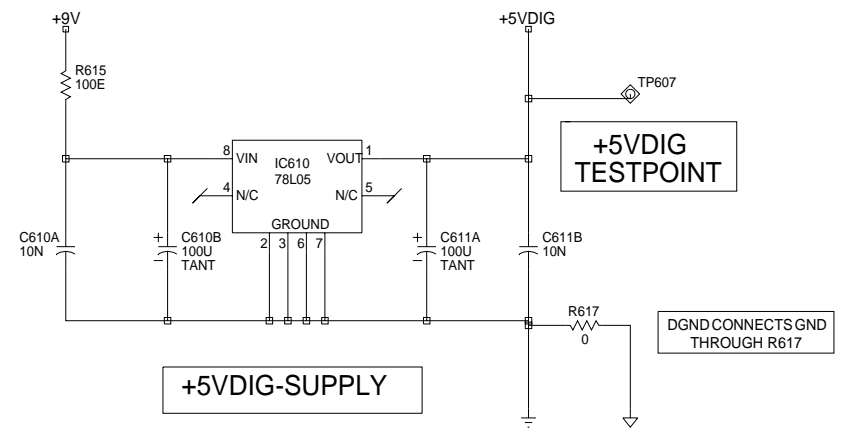 +9V
+5VDIG
R615
100E
TP607
+5VDIG
TESTPOINT
8
VIN
IC610
78L05
VOUT
1
4
N/C
N/C
5
GROUND
2
3
6
7
C610A
10N
+
C610B
100U
TANT
-
+
C611A
100U
TANT
-
C611B
10N
R617
0
DGND CONNECTS GND
THROUGH R617
+5VDIG-SUPPLY